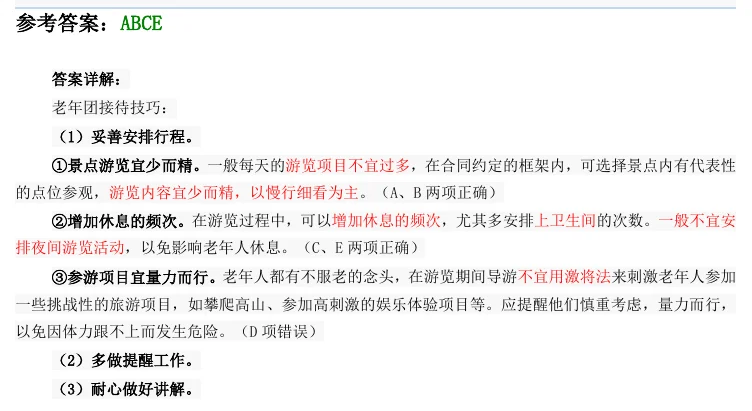 参考答案：ABCE
答案详解：
老年团接待技巧：
（1）妥善安排行程。
①景点游览宜少而精。一般每天的游览项目不宜过多，在合同约定的框架内，可选择景点内有代表性
的点位参观，游览内容宜少而精，以慢行细看为主。（A、B 两项正确）
②增加休息的频次。在游览过程中，可以增加休息的频次，尤其多安排上卫生间的次数。一般不宜安
排夜间游览活动，以免影响老年人休息。（C、E 两项正确）
③参游项目宜量力而行。老年人都有不服老的念头，在游览期间导游不宜用激将法来刺激老年人参加
一些挑战性的旅游项目，如攀爬高山、参加高刺激的娱乐体验项目等。应提醒他们慎重考虑，量力而行，
以免因体力跟不上而发生危险。（D 项错误）
（2）多做提醒工作。
（3）耐心做好讲解。